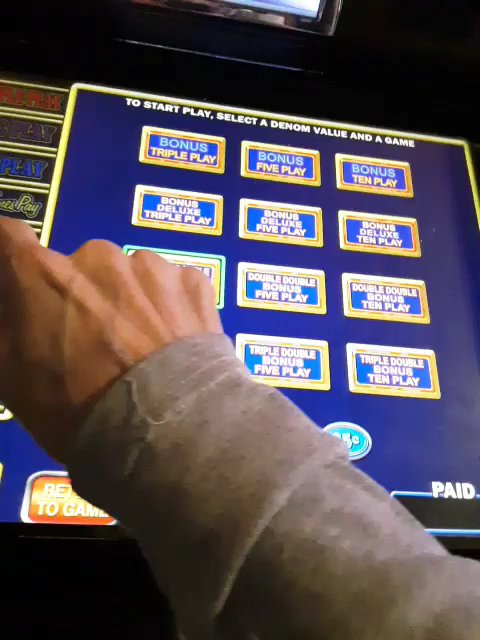 TO START PLAY, SELECT A DENOM VALUE AND A GAME
BONUS
TRIPLE PLAY
BONUS
FIVE PLAY
BONUS
TEN PLAY
BONUS
DELUXE
TRIPLE PLAY
BONUS
DELUXE
FIVE PLAY
BONUS
DELUXE
TEN PLAY
DOUBLE DOUBLE
BONUS
FIVE PLAY
DOUBLE DOUBLE
BONUS
TEN PLAY
TRIPLE DOUBLE
BONUS
FIVE PLAY
TRIPLE DOUBLE
BONUS
TEN PLAY
TO GAME
PAID